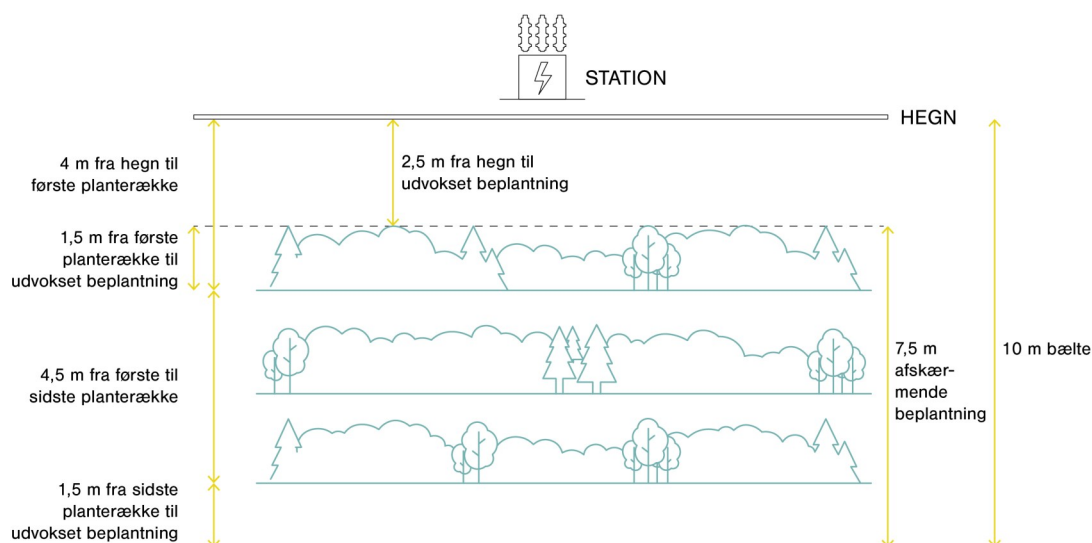 STATION
HEGN
4 m fra hegn til
første planterække
2,5 m fra hegn til
udvokset beplantning
1,5 m fra første
planterække til
udvokset beplantning
4,5 m fra første til
sidste planterække
7,5 m
afskær-
mende
beplantning
10 m bælte
1,5 m fra sidste
planterække til
udvokset beplantning